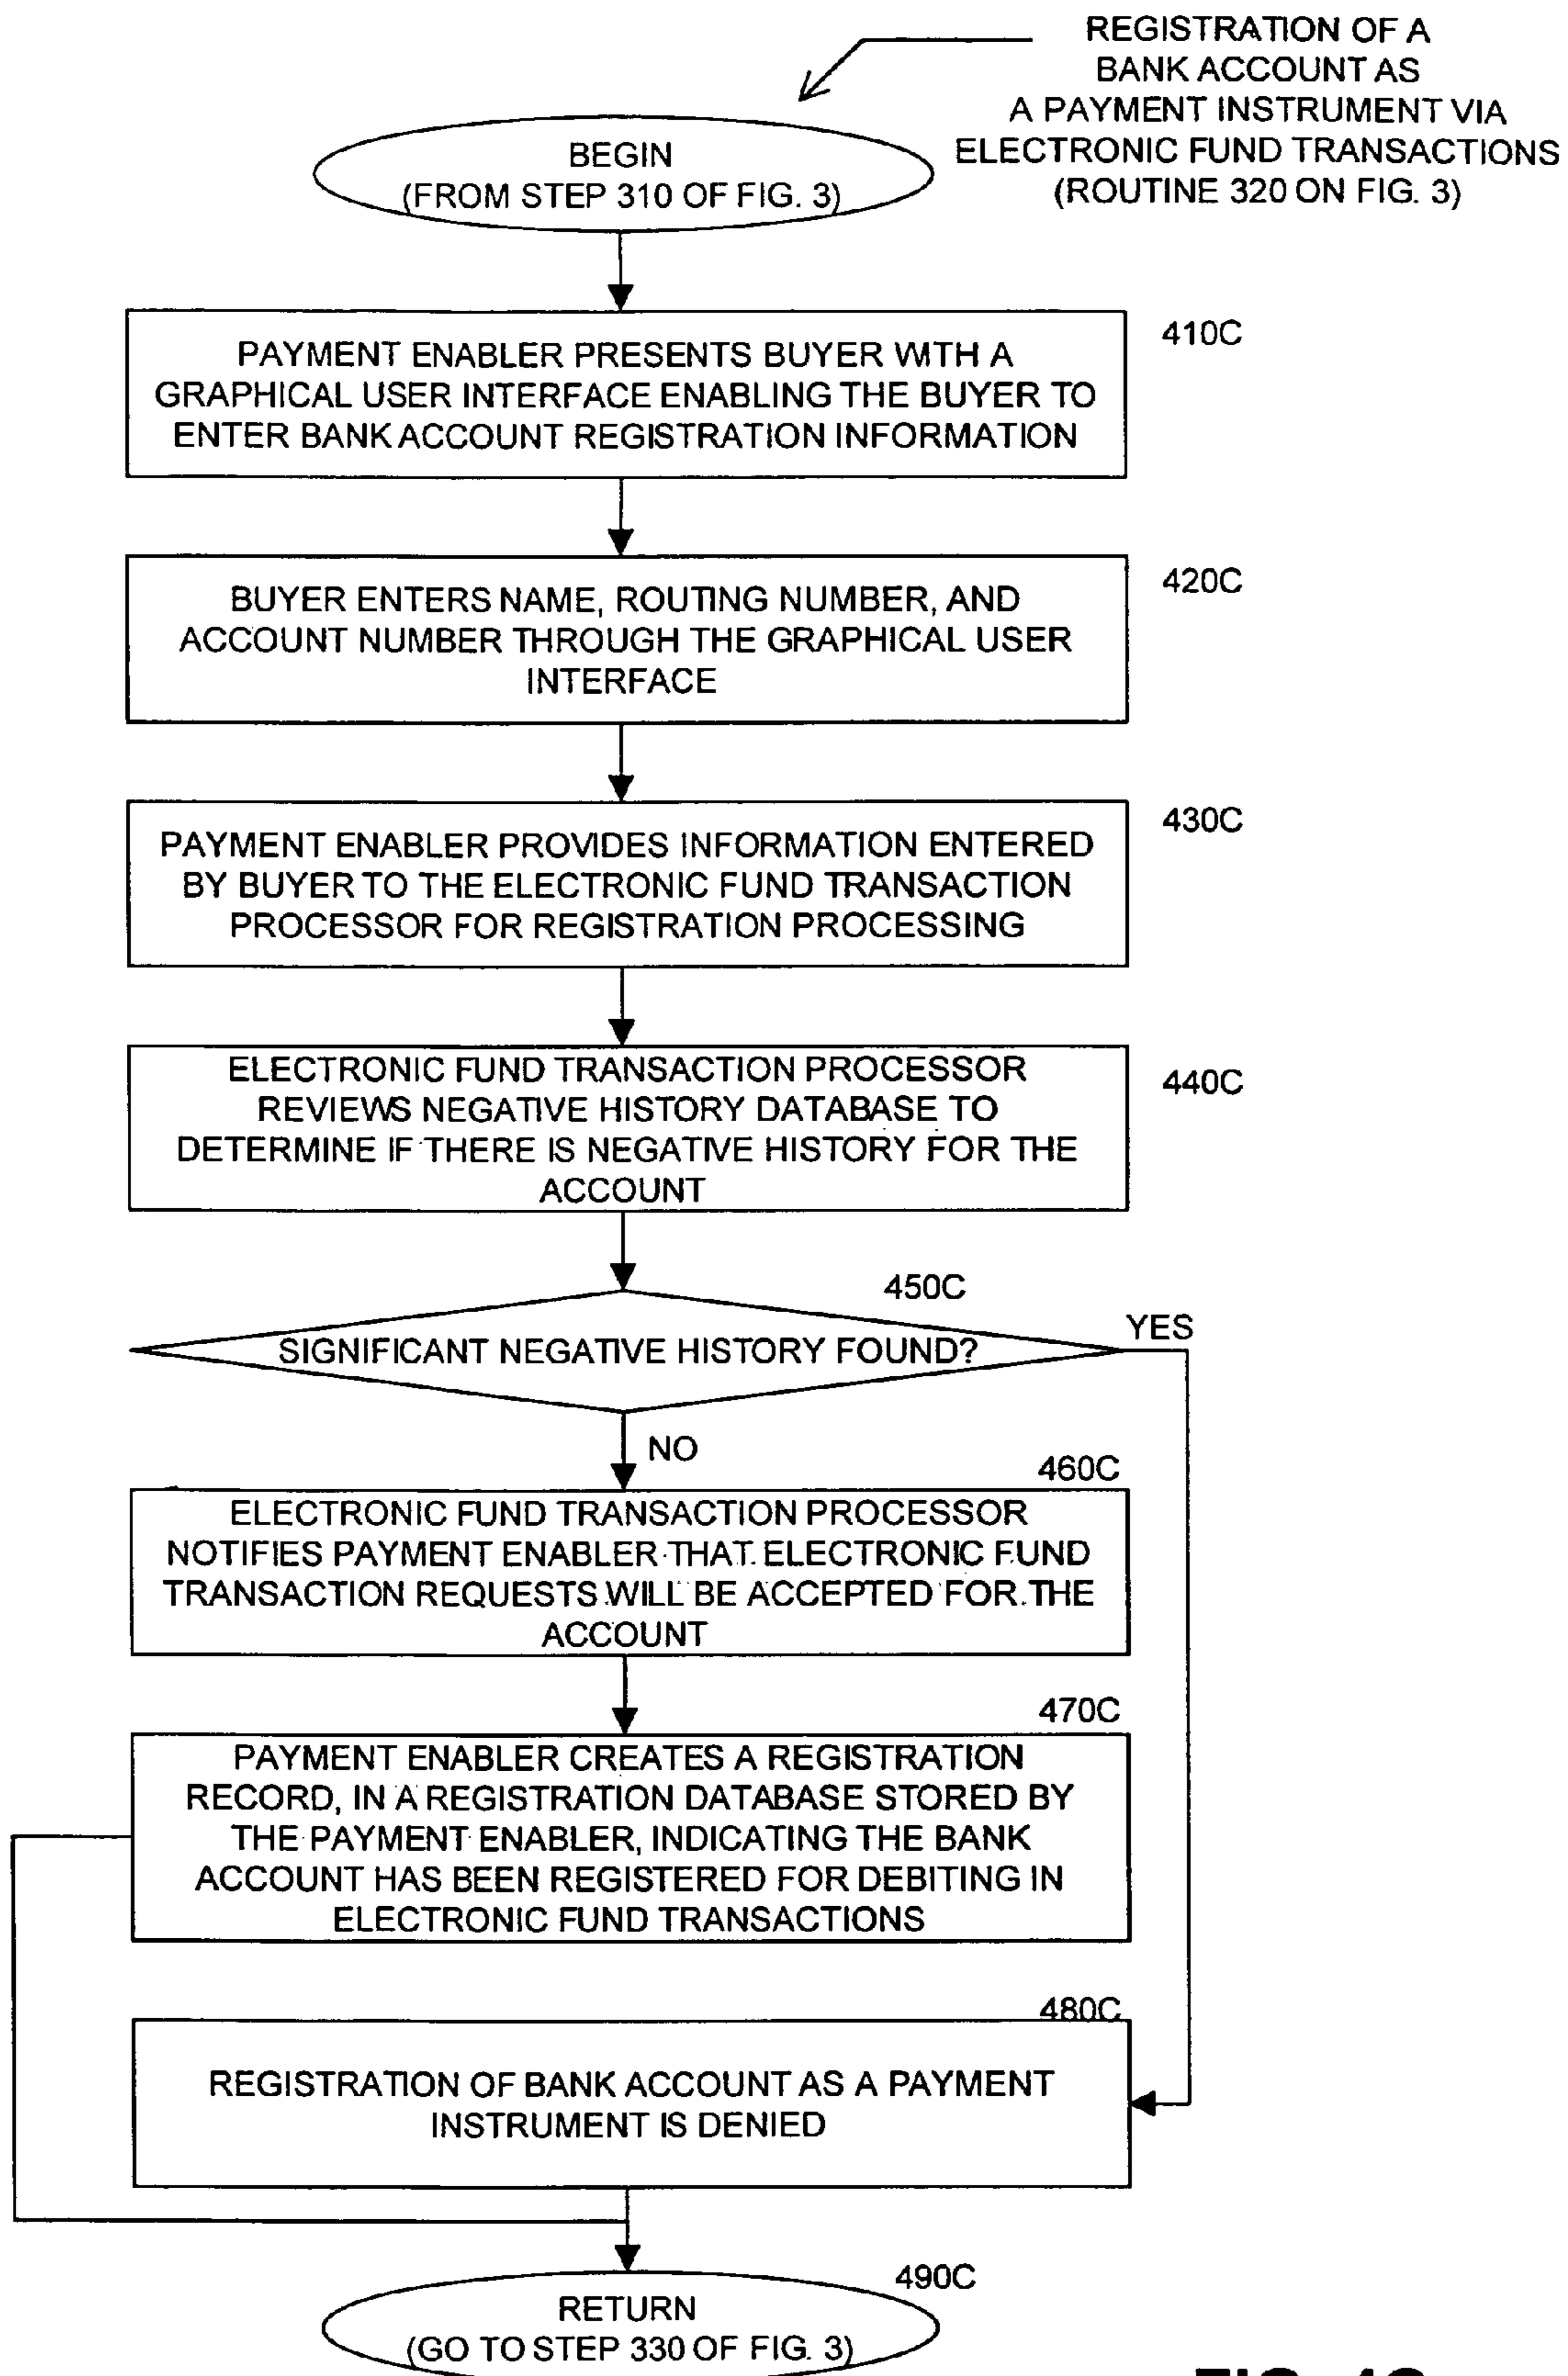 REGISTRATION OF A
BANK ACCOUNT AS
A PAYMENT INSTRUMENT VIA
ELECTRONIC FUND TRANSACTIONS
(ROUTINE 320 ON FIG. 3)
BEGIN
(FROM STEP 310 OF FIG. 3)
410C
PAYMENT ENABLER PRESENTS BUYER WITH A
GRAPHICAL USER INTERFACE ENABLING THE BUYER TO
ENTER BANK ACCOUNT REGISTRATION INFORMATION
420C
BUYER ENTERS NAME, ROUTING NUMBER, AND
ACCOUNT NUMBER THROUGH THE GRAPHICAL USER
INTERFACE
430C
PAYMENT ENABLER PROVIDES INFORMATION ENTERED
BY BUYER TO THE ELECTRONIC FUND TRANSACTION
PROCESSOR FOR REGISTRATION PROCESSING
440C
ELECTRONIC FUND TRANSACTION PROCESSOR
REVIEWS NEGATIVE HISTORY DATABASE TO
DETERMINE IF THERE IS NEGATIVE HISTORY FOR THE
ACCOUNT
450C
SIGNIFICANT NEGATIVE HISTORY FOUND?
YES
NO
460C
ELECTRONIC FUND TRANSACTION PROCESSOR
NOTIFIES PAYMENT ENABLER THAT ELECTRONIC FUND
TRANSACTION REQUESTS WILL BE ACCEPTED FOR THE
ACCOUNT
470C
PAYMENT ENABLER CREATES A REGISTRATION
RECORD, IN A REGISTRATION DATABASE STORED BY
THE PAYMENT ENABLER, INDICATING THE BANK
ACCOUNT HAS BEEN REGISTERED FOR DEBITING IN
ELECTRONIC FUND TRANSACTIONS
480C
REGISTRATION OF BANK ACCOUNT AS A PAYMENT
INSTRUMENT IS DENIED
490C
RETURN
(GO TO STEP 330 OF FIG. 3)